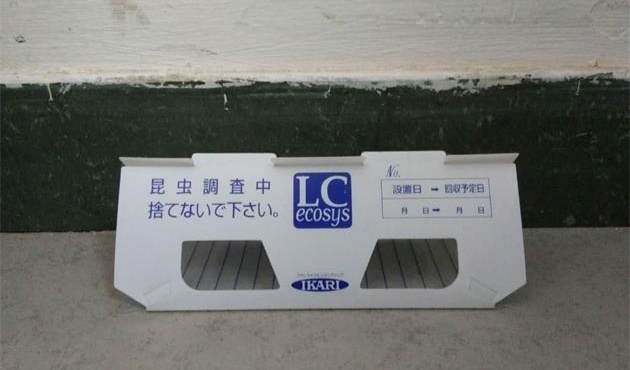 昆虫調査中
捨てないで下さい。
LC
ecosys
No.
設置日 ➡ 回収予定日
月 日 ➡ 月 日
IKARI